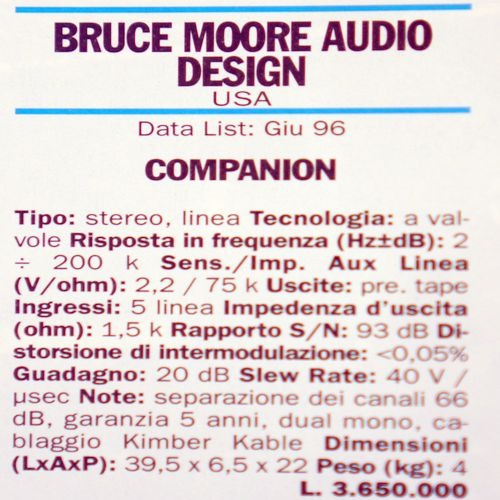 BRUCE MOORE AUDIO
DESIGN
USA
Data List: Giu 96
COMPANION
Tipo: stereo, linea Tecnologia: a val-
vole Risposta in frequenza (Hz±dB): 2
÷ 200 k Sens./Imp. Aux Linea
(V/ohm): 2,2 / 75 k Uscite: pre. tape
Ingressi: 5 linea Impedenza d'uscita
(ohm): 1,5 k Rapporto S/N: 93 dB Di-
storsione di intermodulazione: <0,05%
Guadagno: 20 dB Slew Rate: 40 V /
µsec Note: separazione dei canali 66
dB, garanzia 5 anni, dual mono, ca-
blaggio Kimber Kable Dimensioni
(LxAxP): 39,5 x 6,5 x 22 Peso (kg): 4
L. 3.650.000